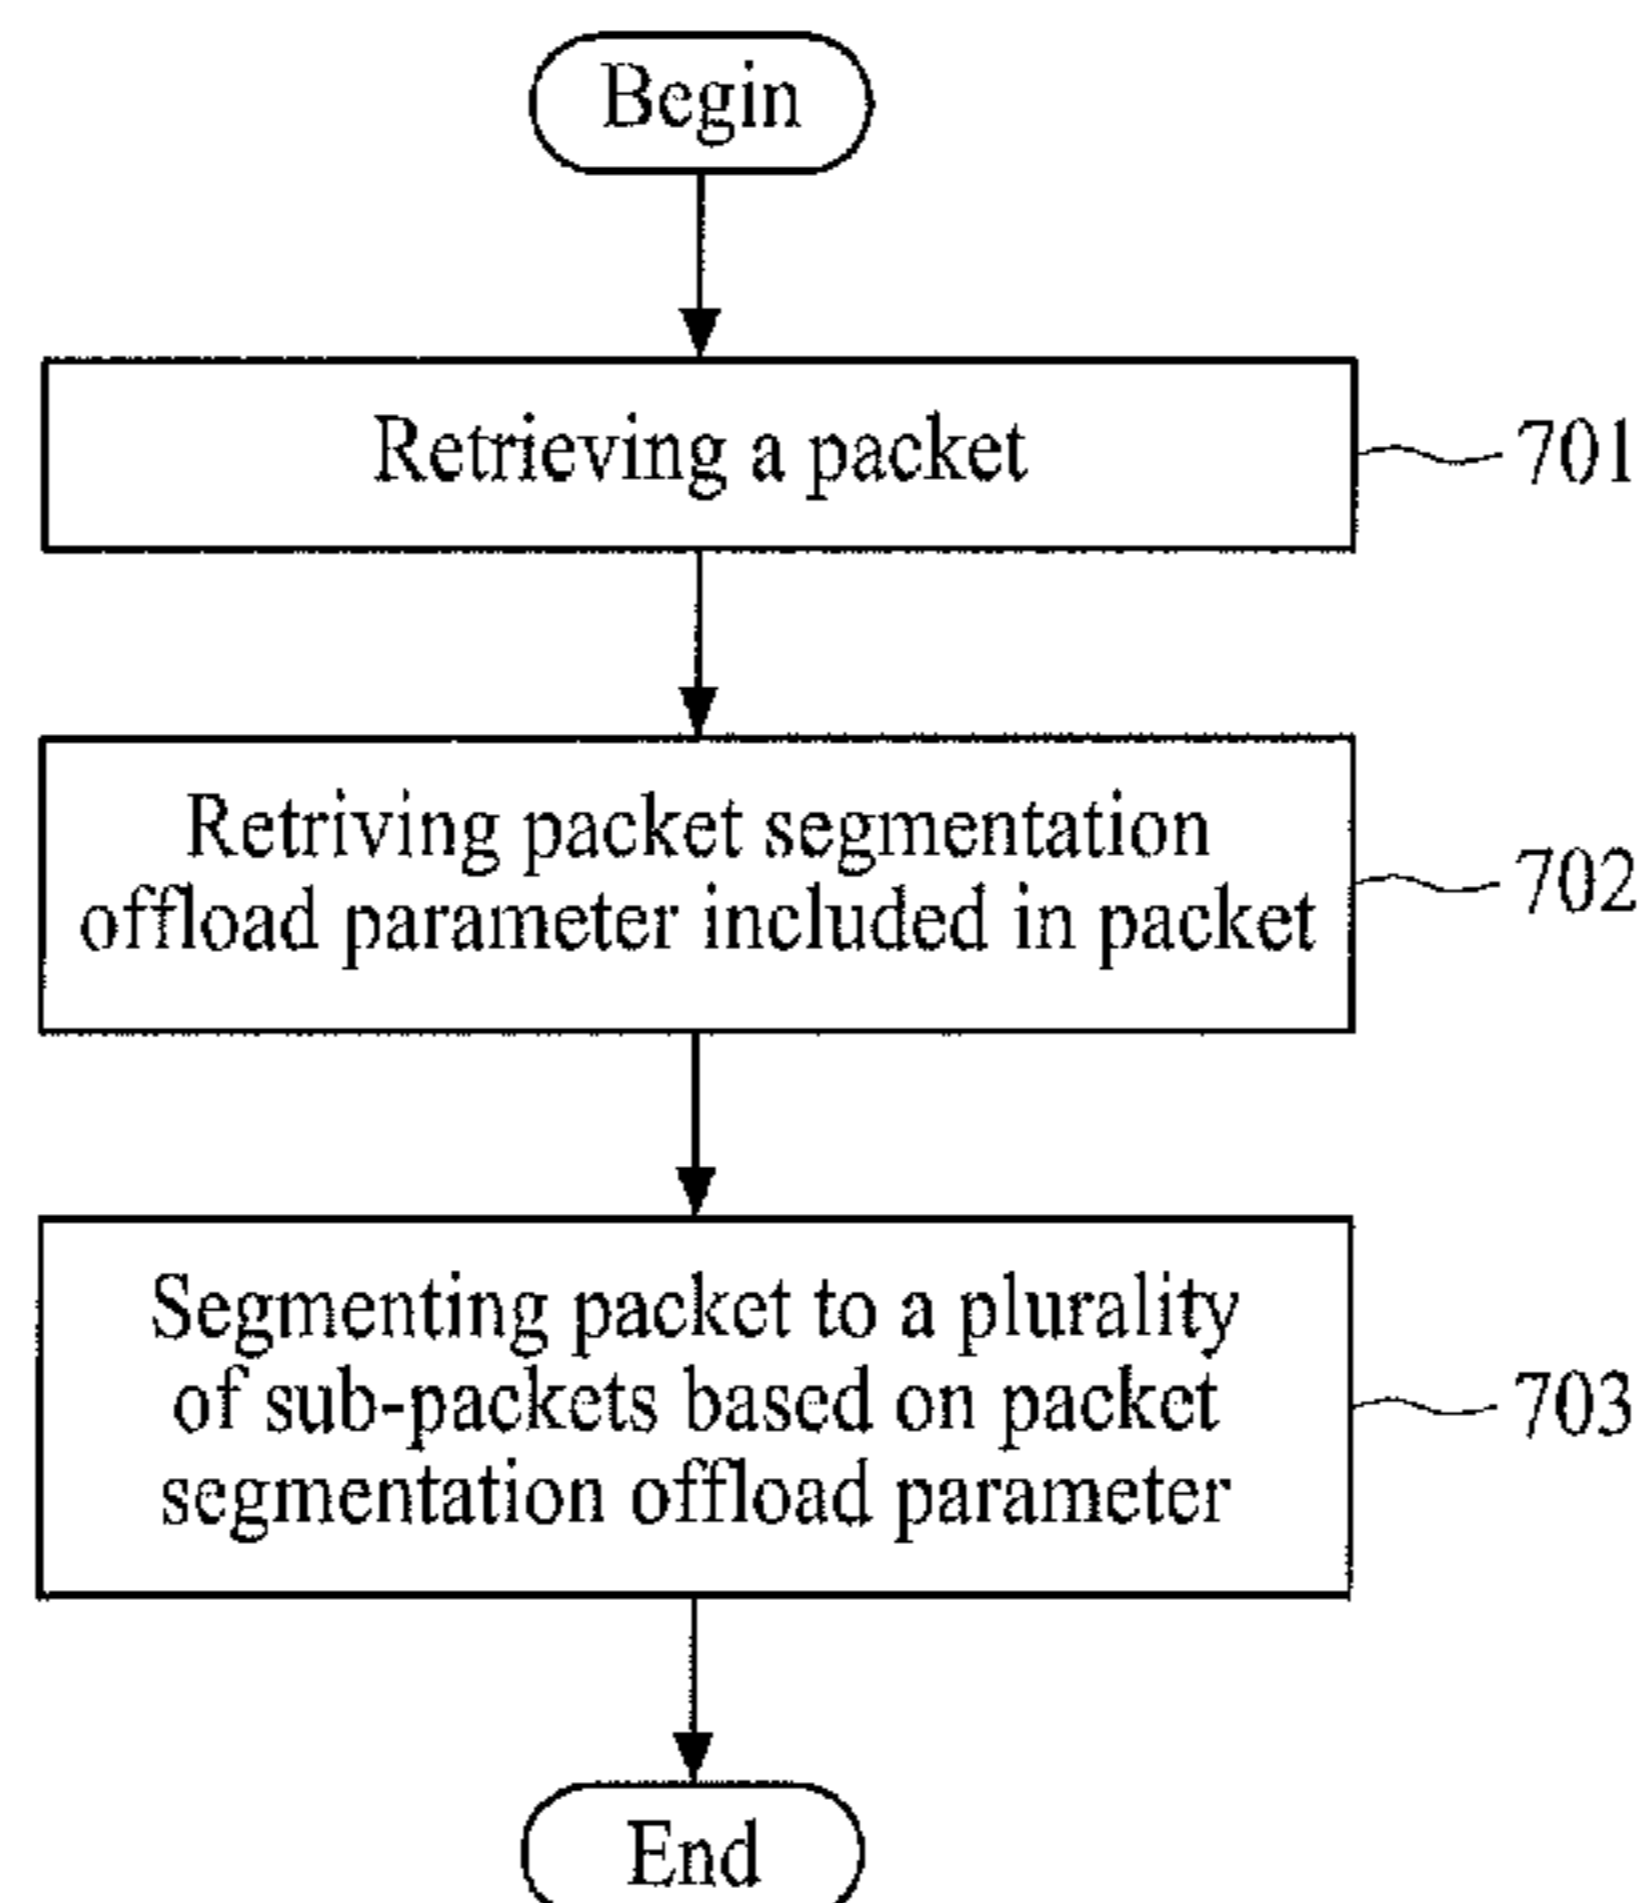 Begin
Retrieving a packet
701
Retriving packet segmentation
offload parameter included in packet
702
Segmenting packet to a plurality
of sub-packets based on packet
segmentation offload parameter
703
End